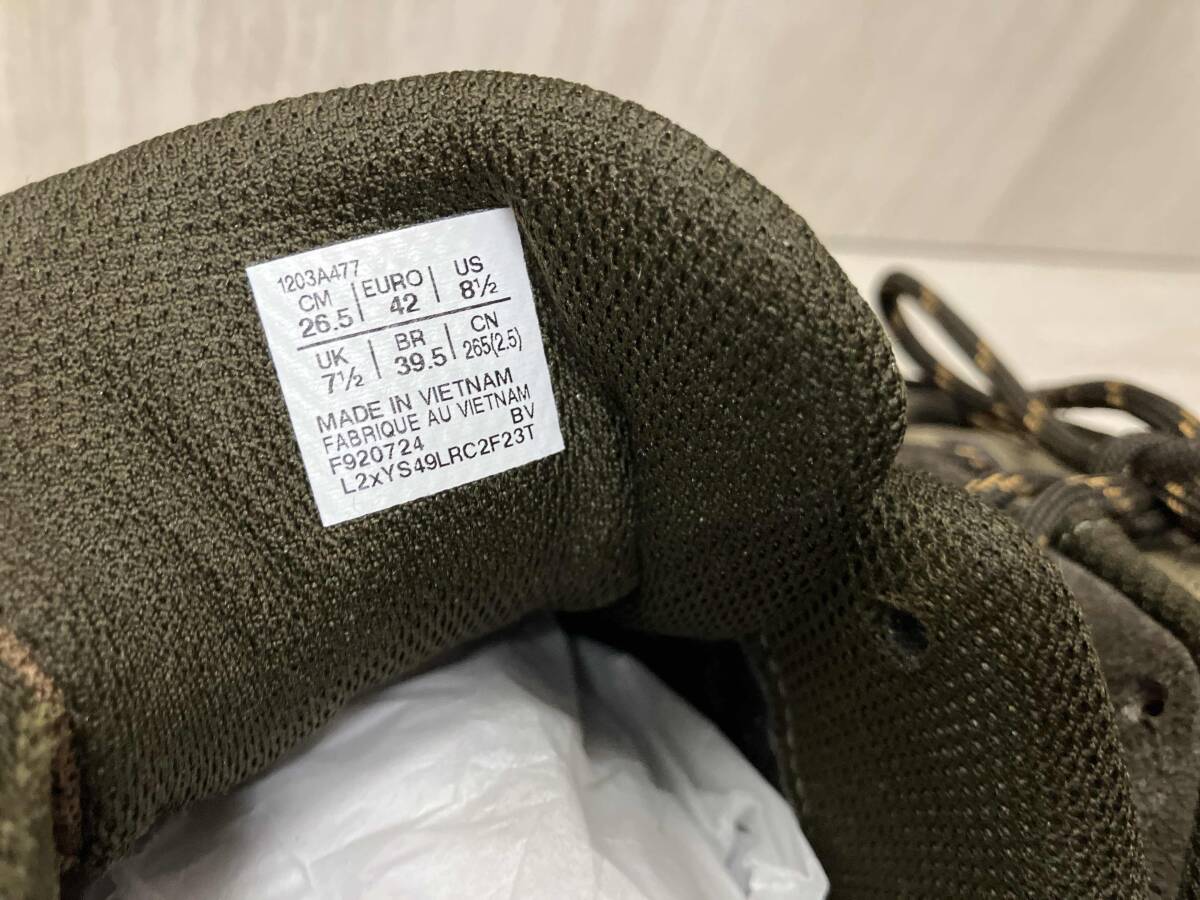 1203A477
CM EURO US
26.5 42 8½
UK BR CN
7½ 39.5 265(2.5)
MADE IN VIETNAM
FABRIQUE AU VIETNAM
F920724 BV
L2xYS49LRC2F23T